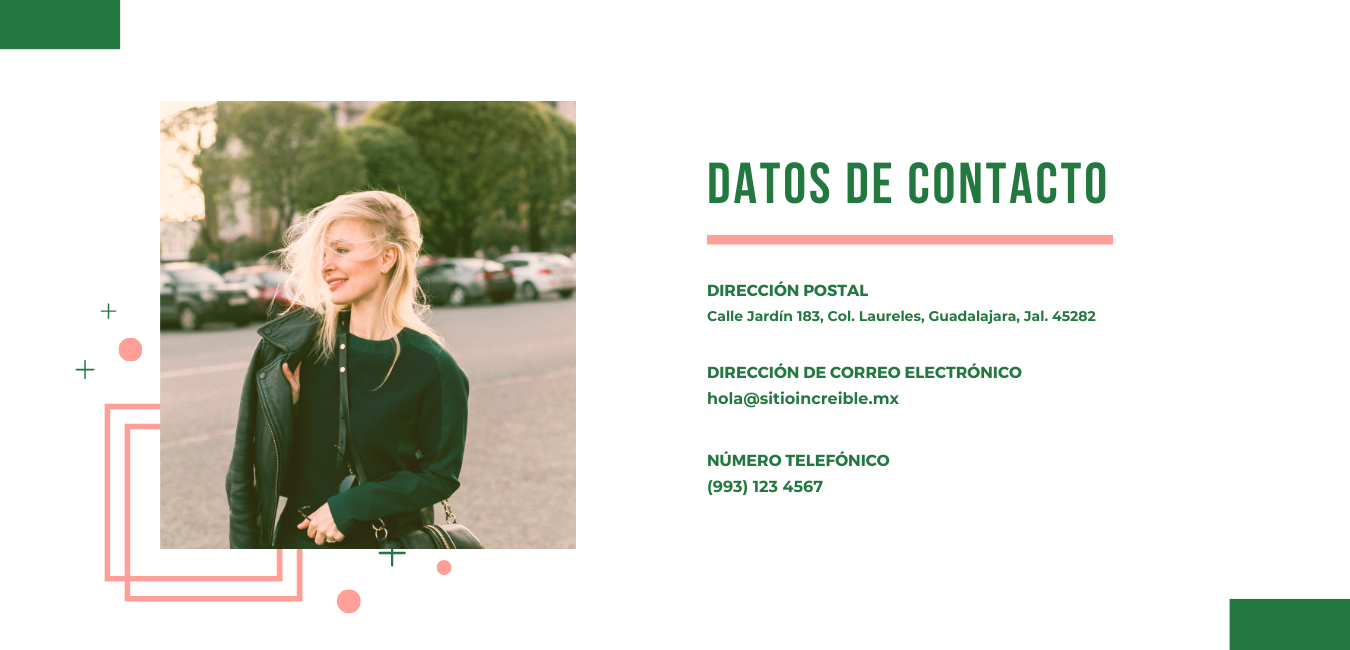 DATOS DE CONTACTO
DIRECCIÓN POSTAL
Calle Jardín 183, Col. Laureles, Guadalajara, Jal. 45282
DIRECCIÓN DE CORREO ELECTRÓNICO
hola@sitioincreible.mx
NÚMERO TELEFÓNICO
(993) 123 4567